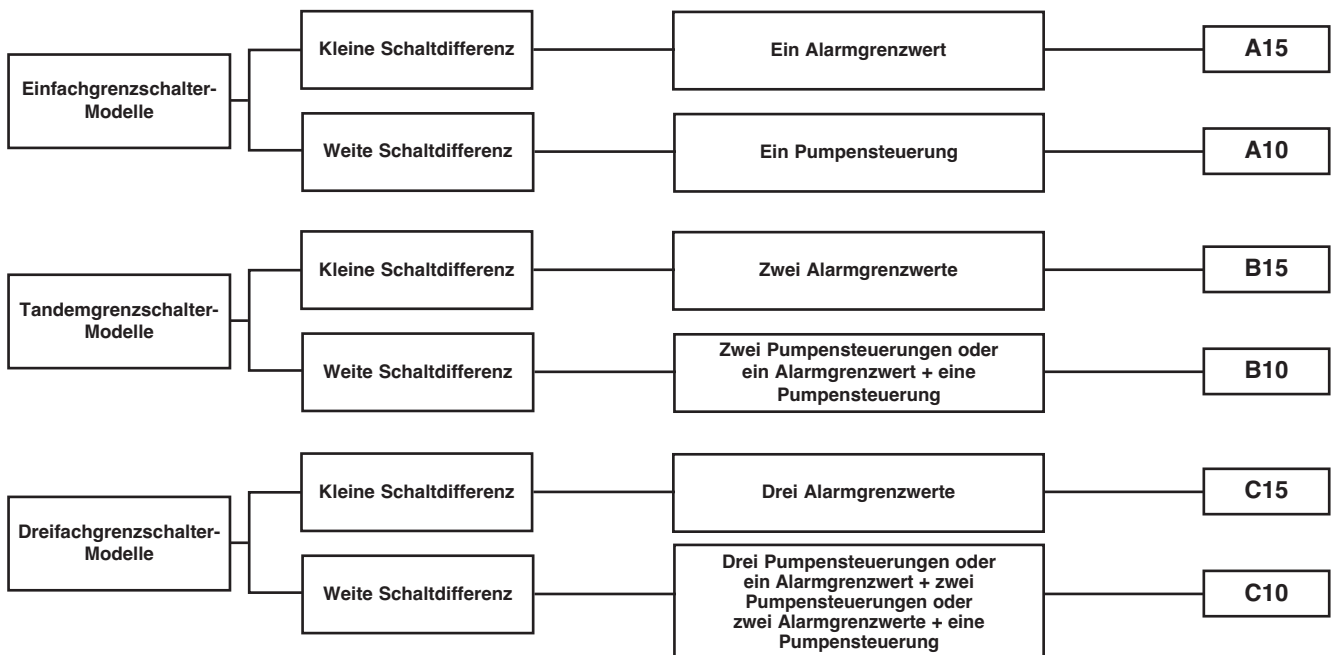 Kleine Schaltdifferenz
Ein Alarmgrenzwert
A15
Einfachgrenzschalter-
Modelle
Weite Schaltdifferenz
Ein Pumpensteuerung
A10
Kleine Schaltdifferenz
Zwei Alarmgrenzwerte
B15
Tandemgrenzschalter-
Modelle
Weite Schaltdifferenz
Zwei Pumpensteuerungen oder
ein Alarmgrenzwert + eine
Pumpensteuerung
B10
Kleine Schaltdifferenz
Drei Alarmgrenzwerte
C15
Dreifachgrenzschalter-
Modelle
Weite Schaltdifferenz
Drei Pumpensteuerungen oder
ein Alarmgrenzwert + zwei
Pumpensteuerungen oder
zwei Alarmgrenzwerte + eine
Pumpensteuerung
C10